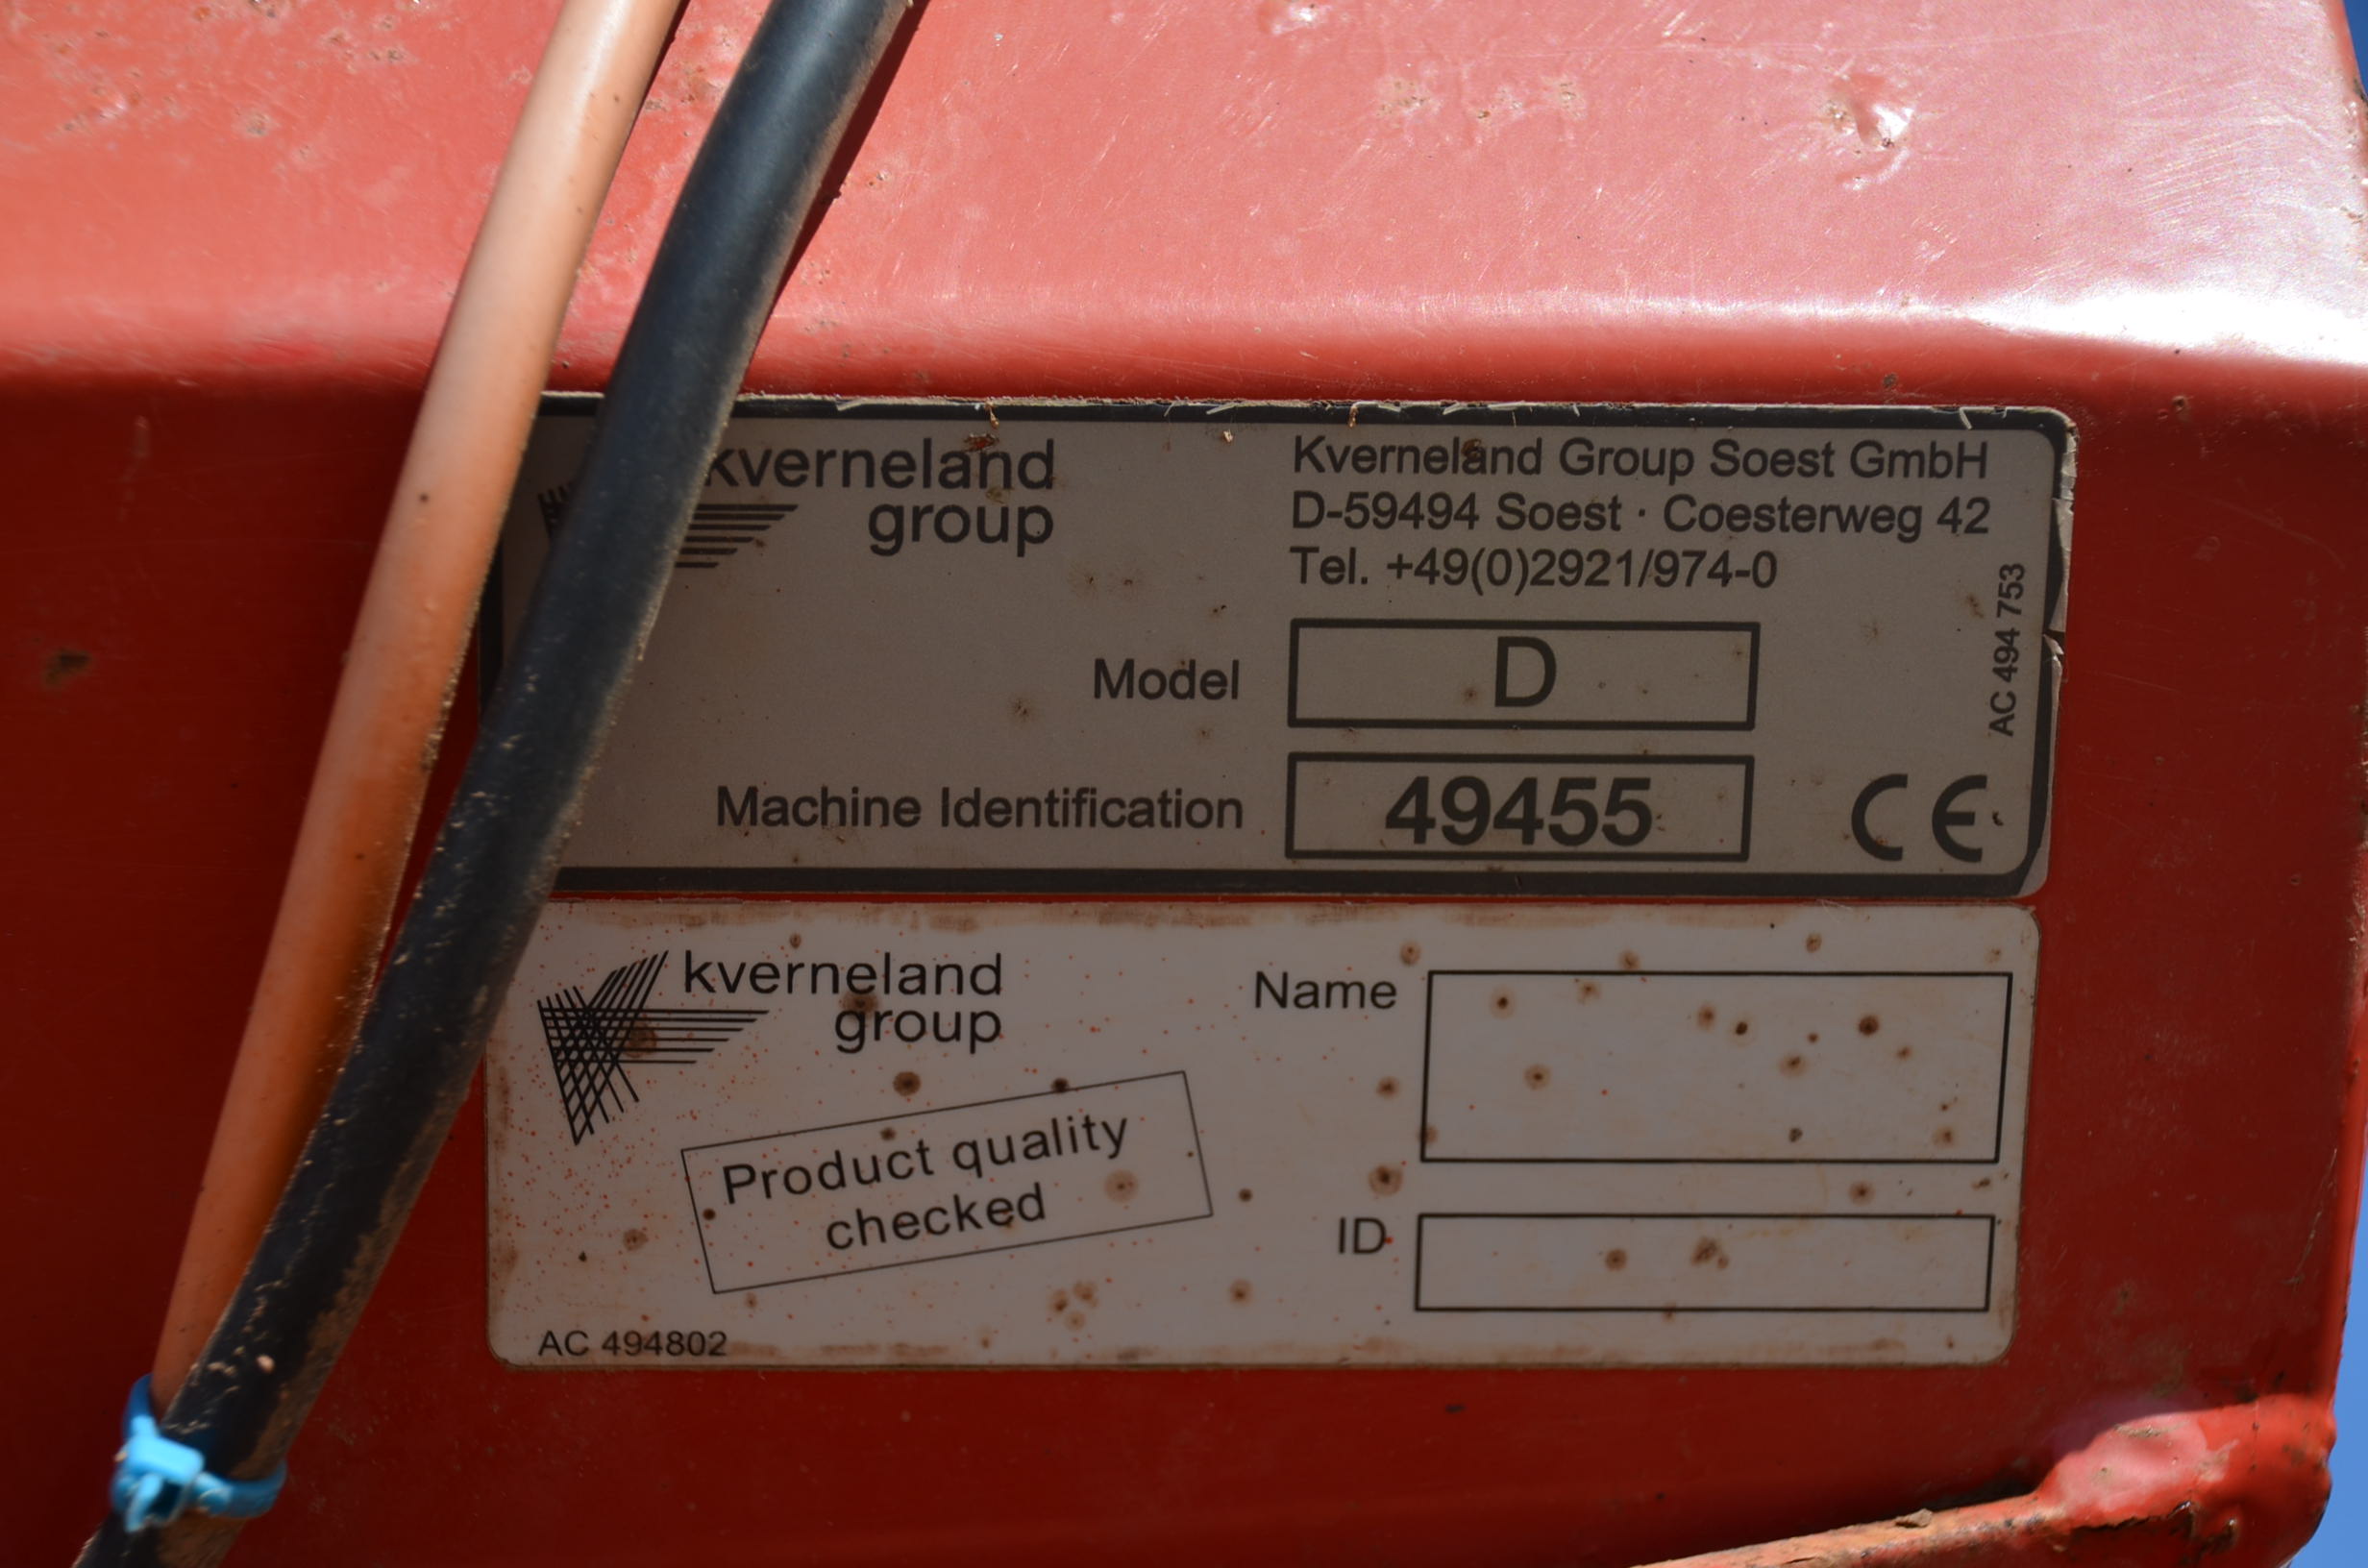 kverneland
group
Kverneland Group Soest GmbH
D-59494 Soest · Coesterweg 42
Tel. +49(0)2921/974-0
Model D
Machine Identification 49455
CE
AC 494 753
kverneland
group
Name
Product quality
checked
ID
AC 494802